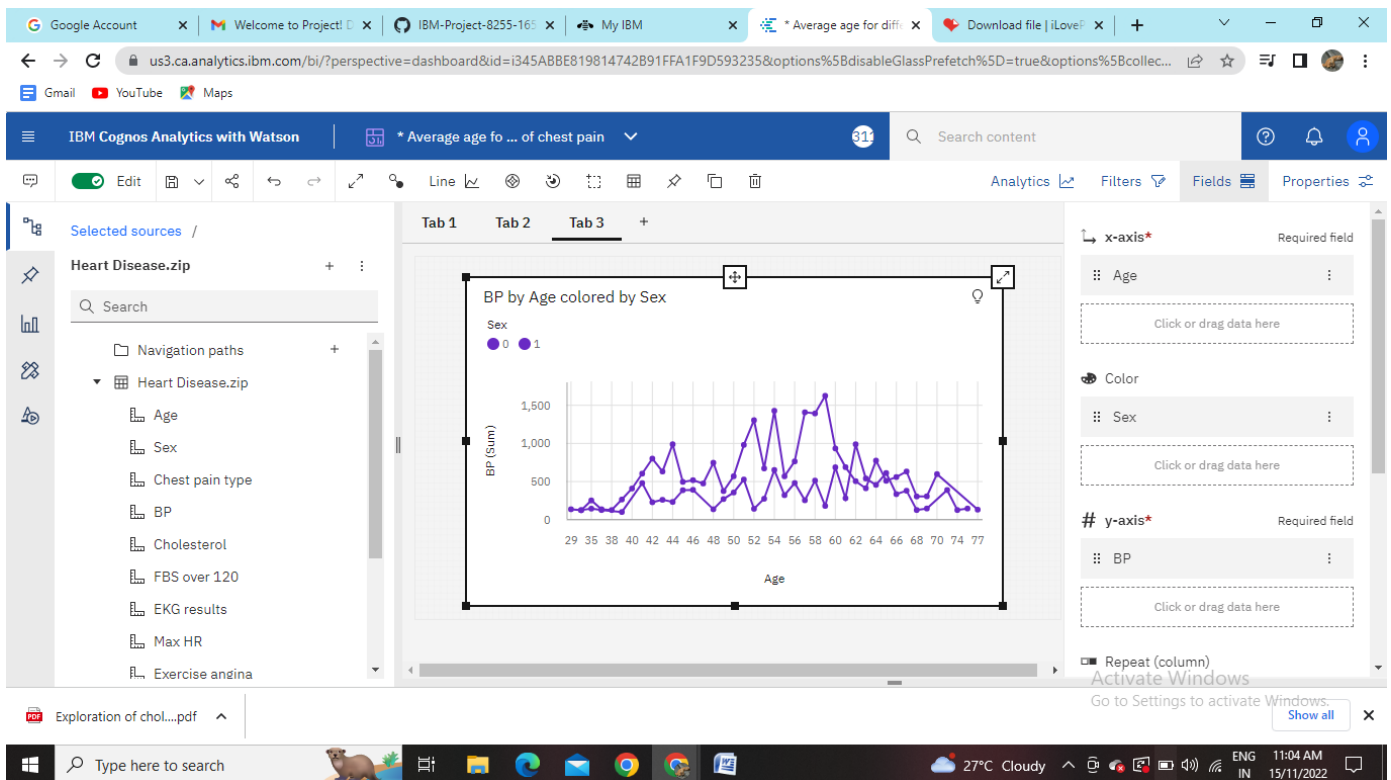 Google Account
Welcome to Project! D
IBM-Project-8255-165
My IBM
* Average age for diffe
Download file | iLoveP
us3.ca.analytics.ibm.com/bi/?perspective=dashboard&id=i345ABBE819814742B91FFA1F9D593235&options%5BdisableGlassPrefetch%5D=true&options%5Bcollec...
Gmail YouTube Maps
IBM Cognos Analytics with Watson
* Average age fo ... of chest pain
311
Search content
Edit
Line
Analytics Filters Fields Properties
Selected sources /
Heart Disease.zip
Search
Navigation paths
Heart Disease.zip
Age
Sex
Chest pain type
BP
Cholesterol
FBS over 120
EKG results
Max HR
Exercise angina
Tab 1 Tab 2 Tab 3 +
BP by Age colored by Sex
Sex
0 1
BP (Sum)
1,500
1,000
500
0
29 35 38 40 42 44 46 48 50 52 54 56 58 60 62 64 66 68 70 74 77
Age
x-axis* Required field
Age
Click or drag data here
Color
Sex
Click or drag data here
# y-axis* Required field
BP
Click or drag data here
Repeat (column)
Activate Windows
Go to Settings to activate Windows.
PDF
Exploration of chol....pdf
Show all
Type here to search
27°C Cloudy
ENG
IN
11:04 AM
15/11/2022